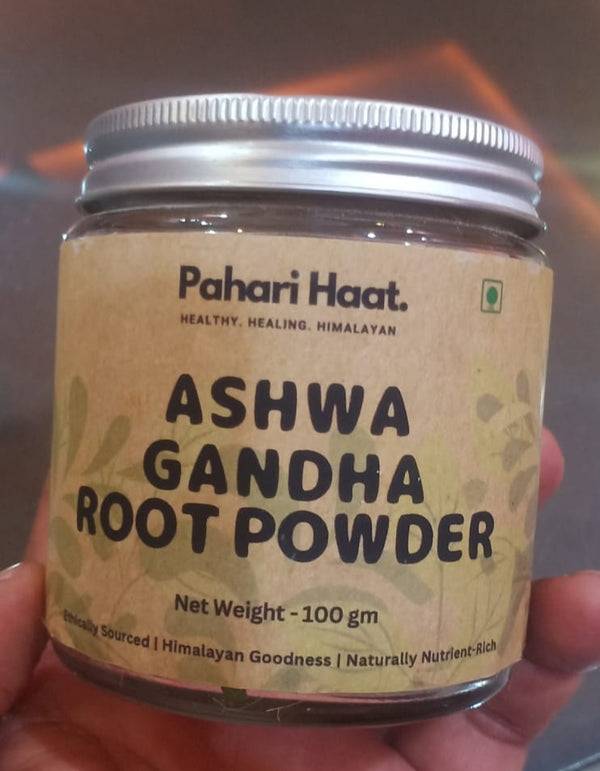 Pahari Haat.
HEALTHY. HEALING. HIMALAYAN
ASHWA
GANDHA
ROOT POWDER
Net Weight - 100 gm
Ethically Sourced | Himalayan Goodness | Naturally Nutrient-Rich